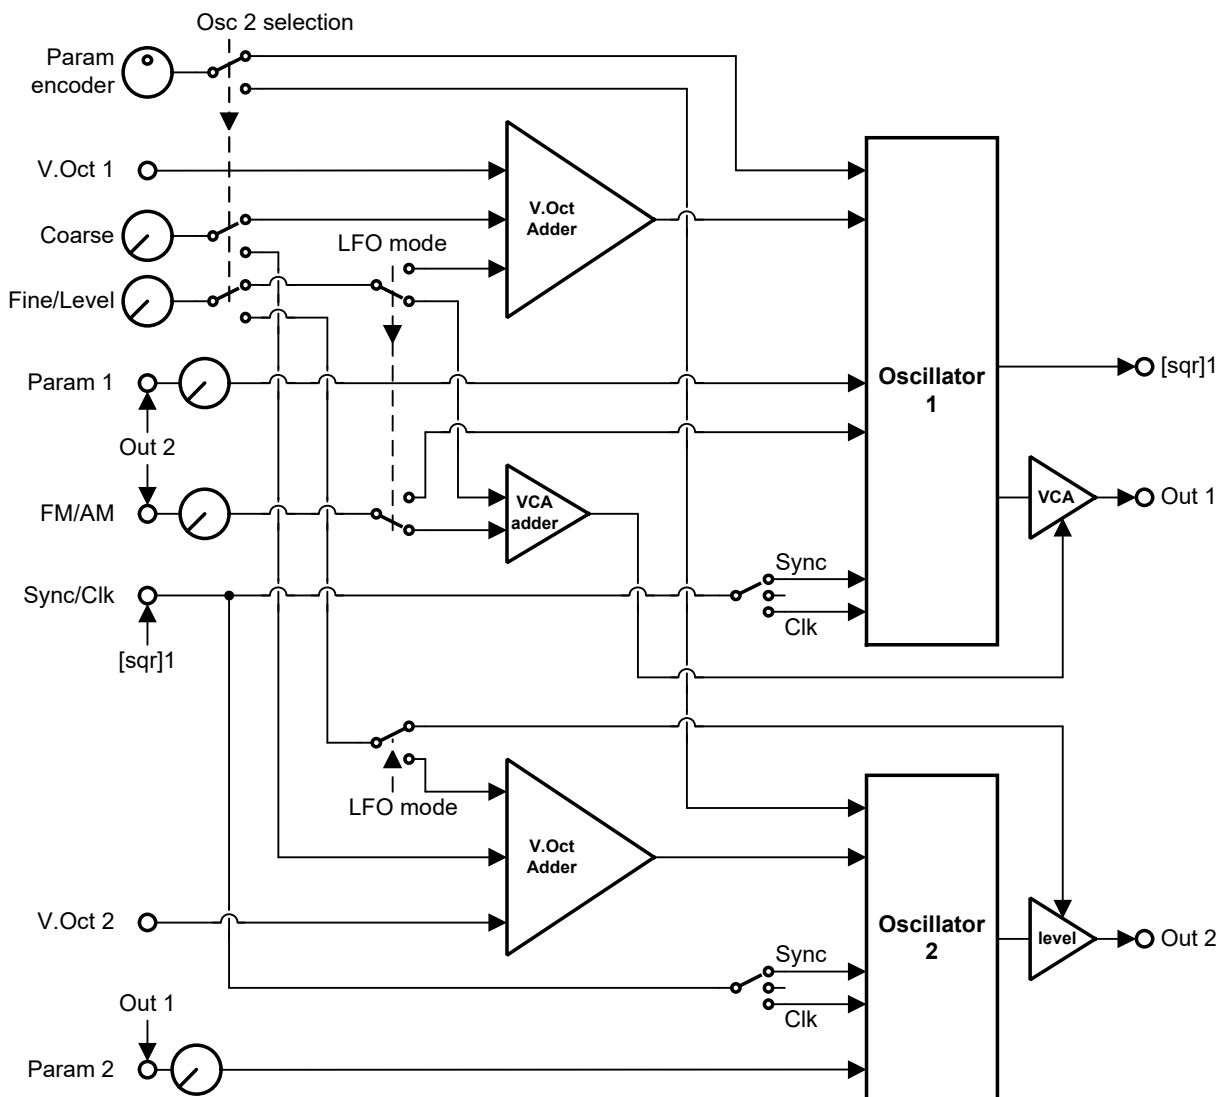 Osc 2 selection
Param
encoder
V.Oct 1
V.Oct
Adder
Coarse
LFO mode
Fine/Level
Param 1
Oscillator
1
[sqr]1
Out 2
FM/AM
VCA
adder
VCA
Out 1
Sync/Clk
Sync
Clk
[sqr]1
LFO mode
V.Oct
Adder
V.Oct 2
Oscillator
2
level
Out 2
Sync
Clk
Out 1
Param 2